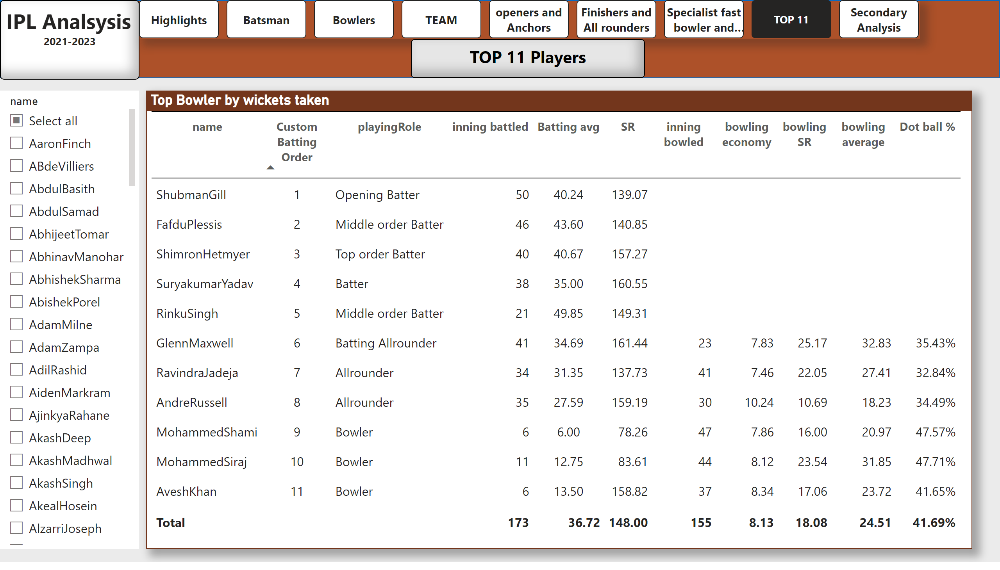 IPL Analsysis
2021-2023
Highlights
Batsman
Bowlers
TEAM
openers and
Anchors
Finishers and
All rounders
Specialist fast
bowler and...
TOP 11
Secondary
Analysis
TOP 11 Players
name
Select all
AaronFinch
ABdeVilliers
AbdulBasith
AbdulSamad
AbhijeetTomar
AbhinavManohar
AbhishekSharma
AbishekPorel
AdamMilne
AdamZampa
AdilRashid
AidenMarkram
AjinkyaRahane
AkashDeep
AkashMadhwal
AkashSingh
AkealHosein
AlzarriJoseph
Top Bowler by wickets taken
name Custom Batting Order playingRole inning battled Batting avg SR inning bowled bowling economy bowling SR bowling average Dot ball %
ShubmanGill 1 Opening Batter 50 40.24 139.07
FafduPlessis 2 Middle order Batter 46 43.60 140.85
ShimronHetmyer 3 Top order Batter 40 40.67 157.27
SuryakumarYadav 4 Batter 38 35.00 160.55
RinkuSingh 5 Middle order Batter 21 49.85 149.31
GlennMaxwell 6 Batting Allrounder 41 34.69 161.44 23 7.83 25.17 32.83 35.43%
RavindraJadeja 7 Allrounder 34 31.35 137.73 41 7.46 22.05 27.41 32.84%
AndreRussell 8 Allrounder 35 27.59 159.19 30 10.24 10.69 18.23 34.49%
MohammedShami 9 Bowler 6 6.00 78.26 47 7.86 16.00 20.97 47.57%
MohammedSiraj 10 Bowler 11 12.75 83.61 44 8.12 23.54 31.85 47.71%
AveshKhan 11 Bowler 6 13.50 158.82 37 8.34 17.06 23.72 41.65%
Total 173 36.72 148.00 155 8.13 18.08 24.51 41.69%